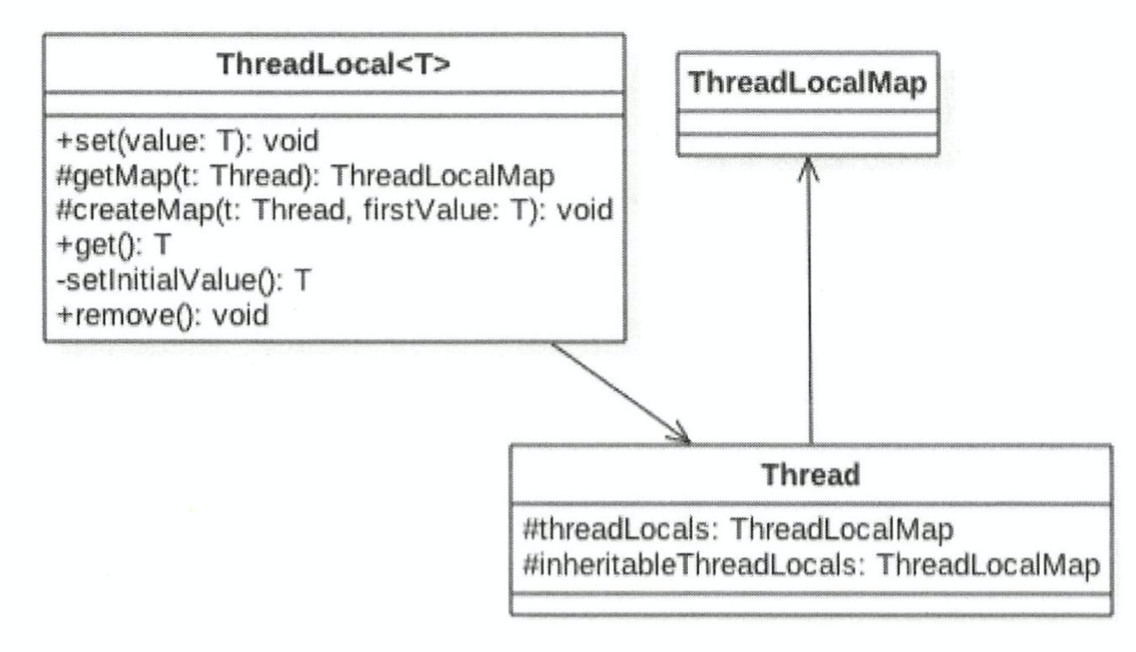 ThreadLocal<T>
+set(value: T): void
#getMap(t: Thread): ThreadLocalMap
#createMap(t: Thread, firstValue: T): void
+get(): T
-setInitialValue(): T
+remove(): void
ThreadLocalMap
Thread
#threadLocals: ThreadLocalMap
#inheritableThreadLocals: ThreadLocalMap